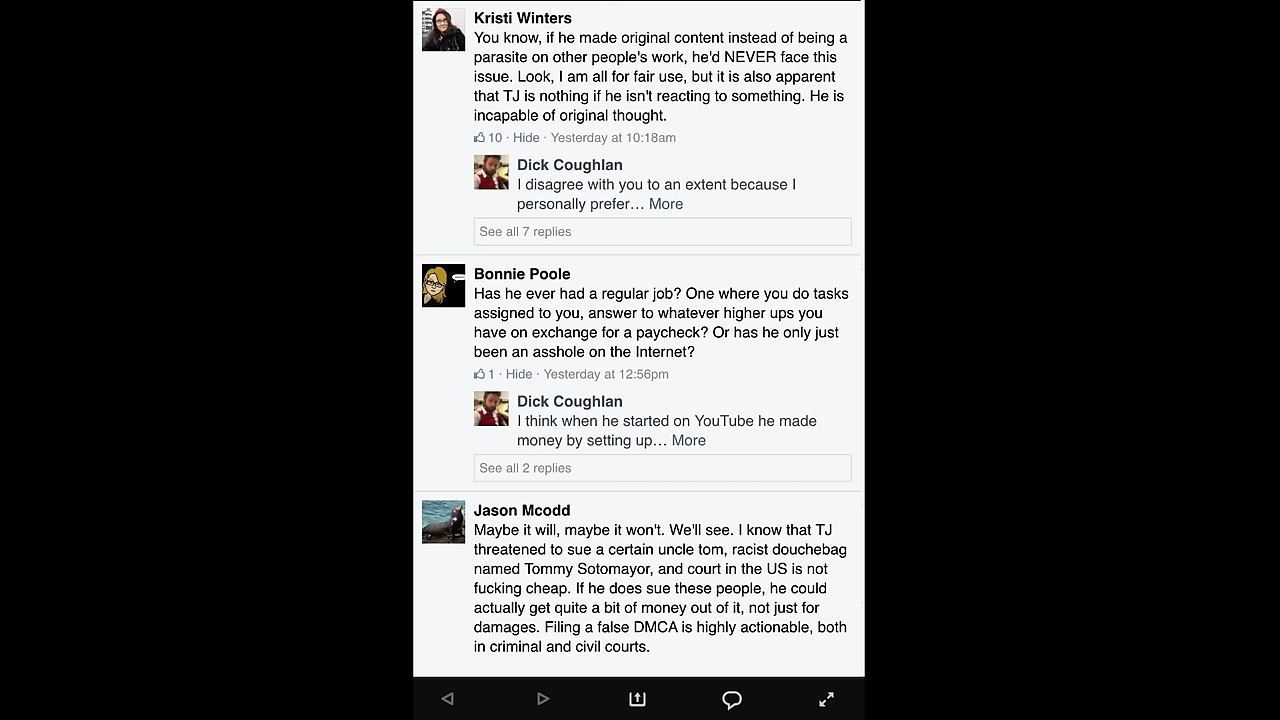 Kristi Winters
You know, if he made original content instead of being a
parasite on other people's work, he'd NEVER face this
issue. Look, I am all for fair use, but it is also apparent
that TJ is nothing if he isn't reacting to something. He is
incapable of original thought.
10 · Hide · Yesterday at 10:18am
Dick Coughlan
I disagree with you to an extent because I
personally prefer… More
See all 7 replies
Bonnie Poole
Has he ever had a regular job? One where you do tasks
assigned to you, answer to whatever higher ups you
have on exchange for a paycheck? Or has he only just
been an asshole on the Internet?
1 · Hide · Yesterday at 12:56pm
Dick Coughlan
I think when he started on YouTube he made
money by setting up… More
See all 2 replies
Jason Mcodd
Maybe it will, maybe it won't. We'll see. I know that TJ
threatened to sue a certain uncle tom, racist douchebag
named Tommy Sotomayor, and court in the US is not
fucking cheap. If he does sue these people, he could
actually get quite a bit of money out of it, not just for
damages. Filing a false DMCA is highly actionable, both
in criminal and civil courts.